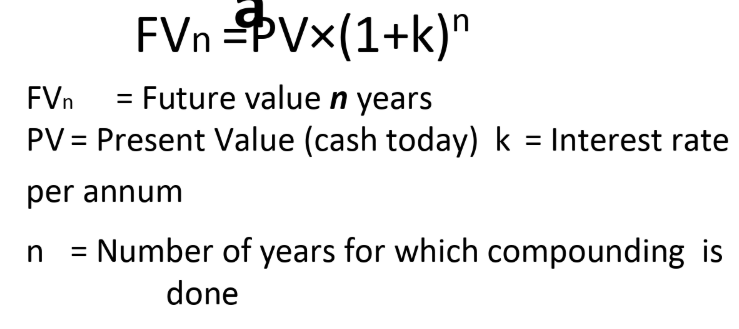 a
FVn =PV×(1+k)ⁿ
FVn = Future value n years
PV = Present Value (cash today) k = Interest rate
per annum
n = Number of years for which compounding is
done